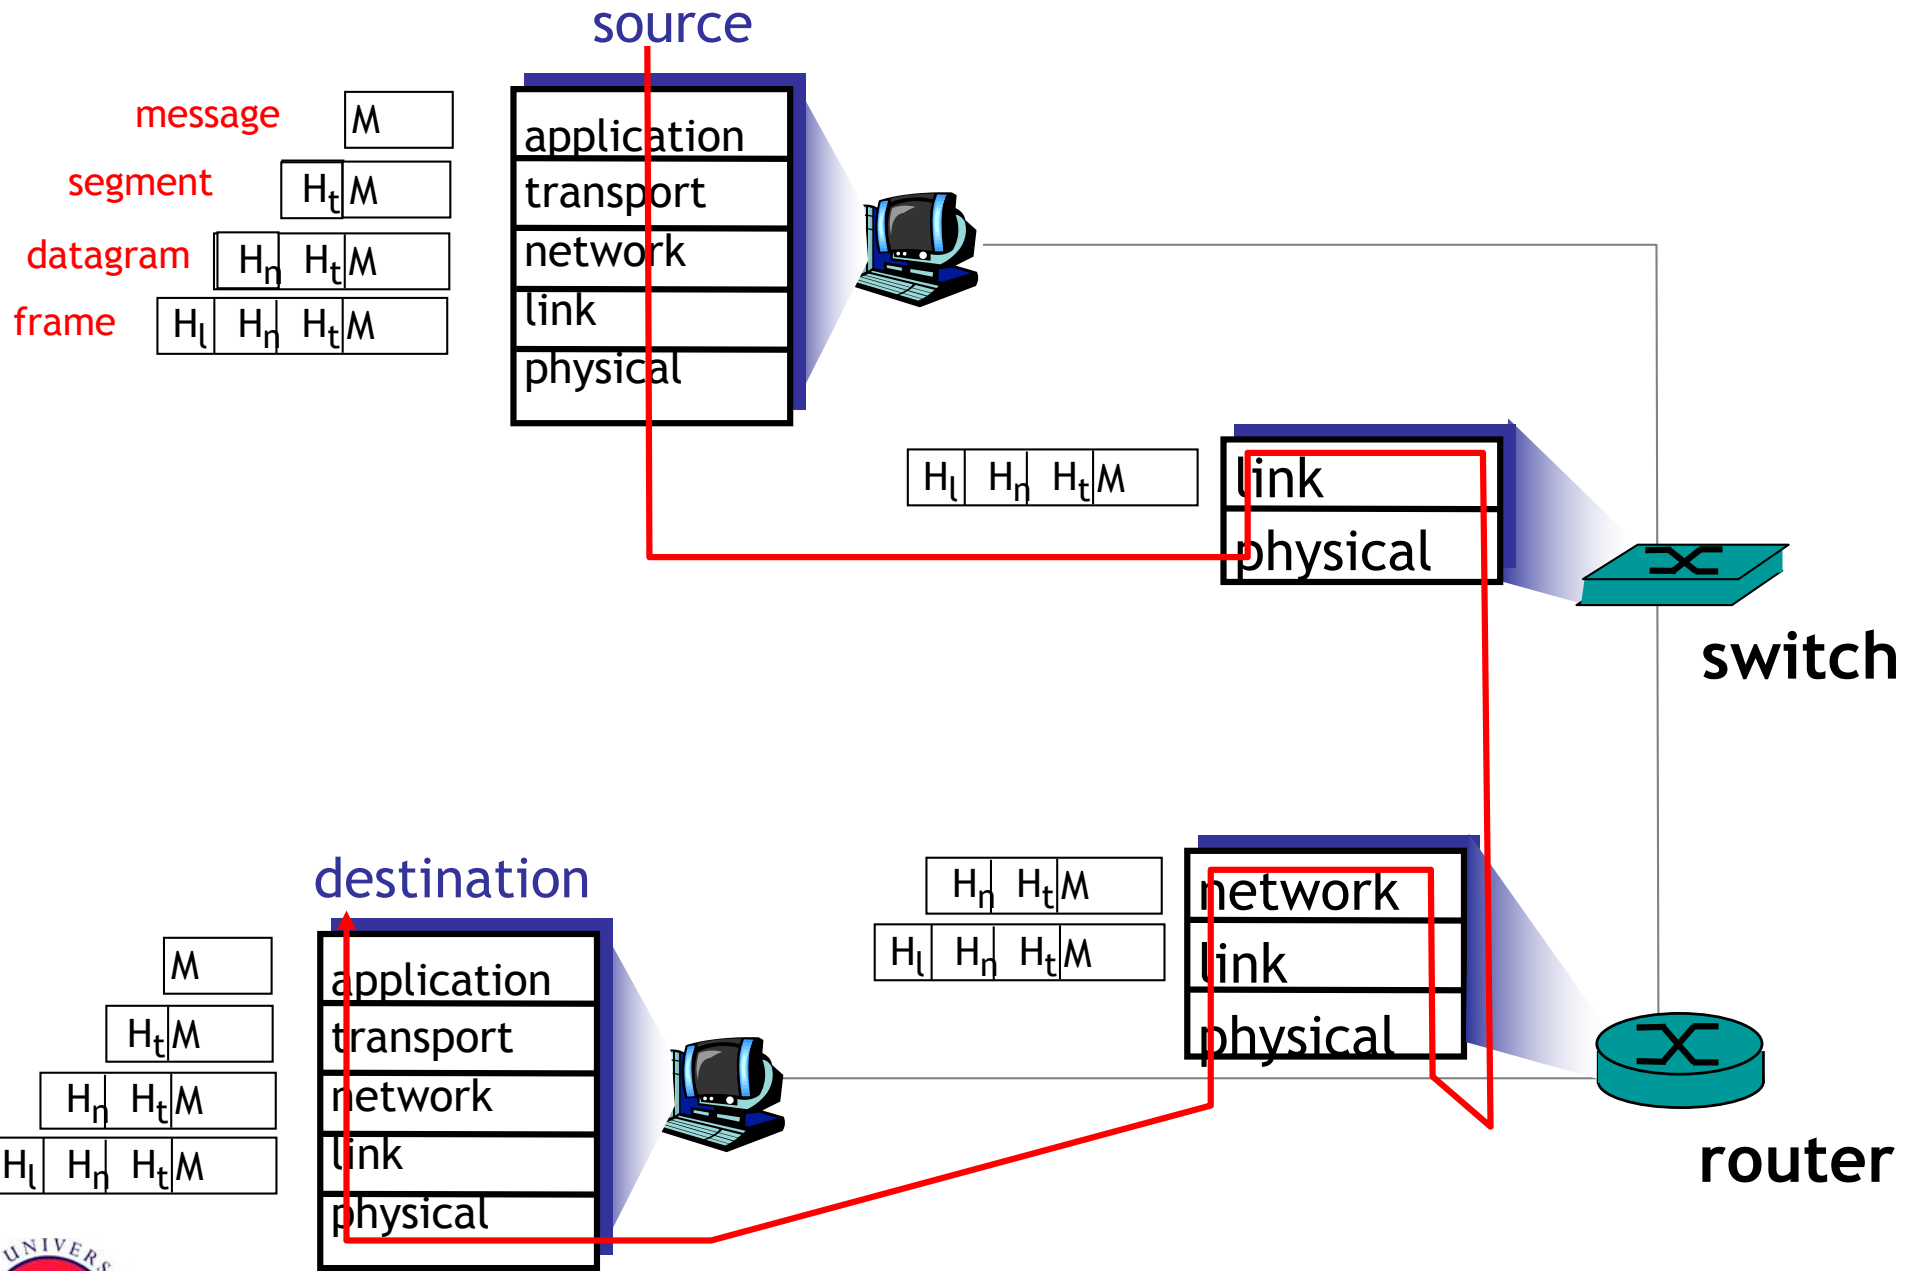 source
message M
application
segment Ht M
transport
datagram Hn Ht M
network
frame Hl Hn Ht M
link
physical
Hl Hn Ht M
link
physical
switch
destination
Hn Ht M
network
Hl Hn Ht M
link
physical
router
M
application
Ht M
transport
Hn Ht M
network
Hl Hn Ht M
link
physical
UNIVERS